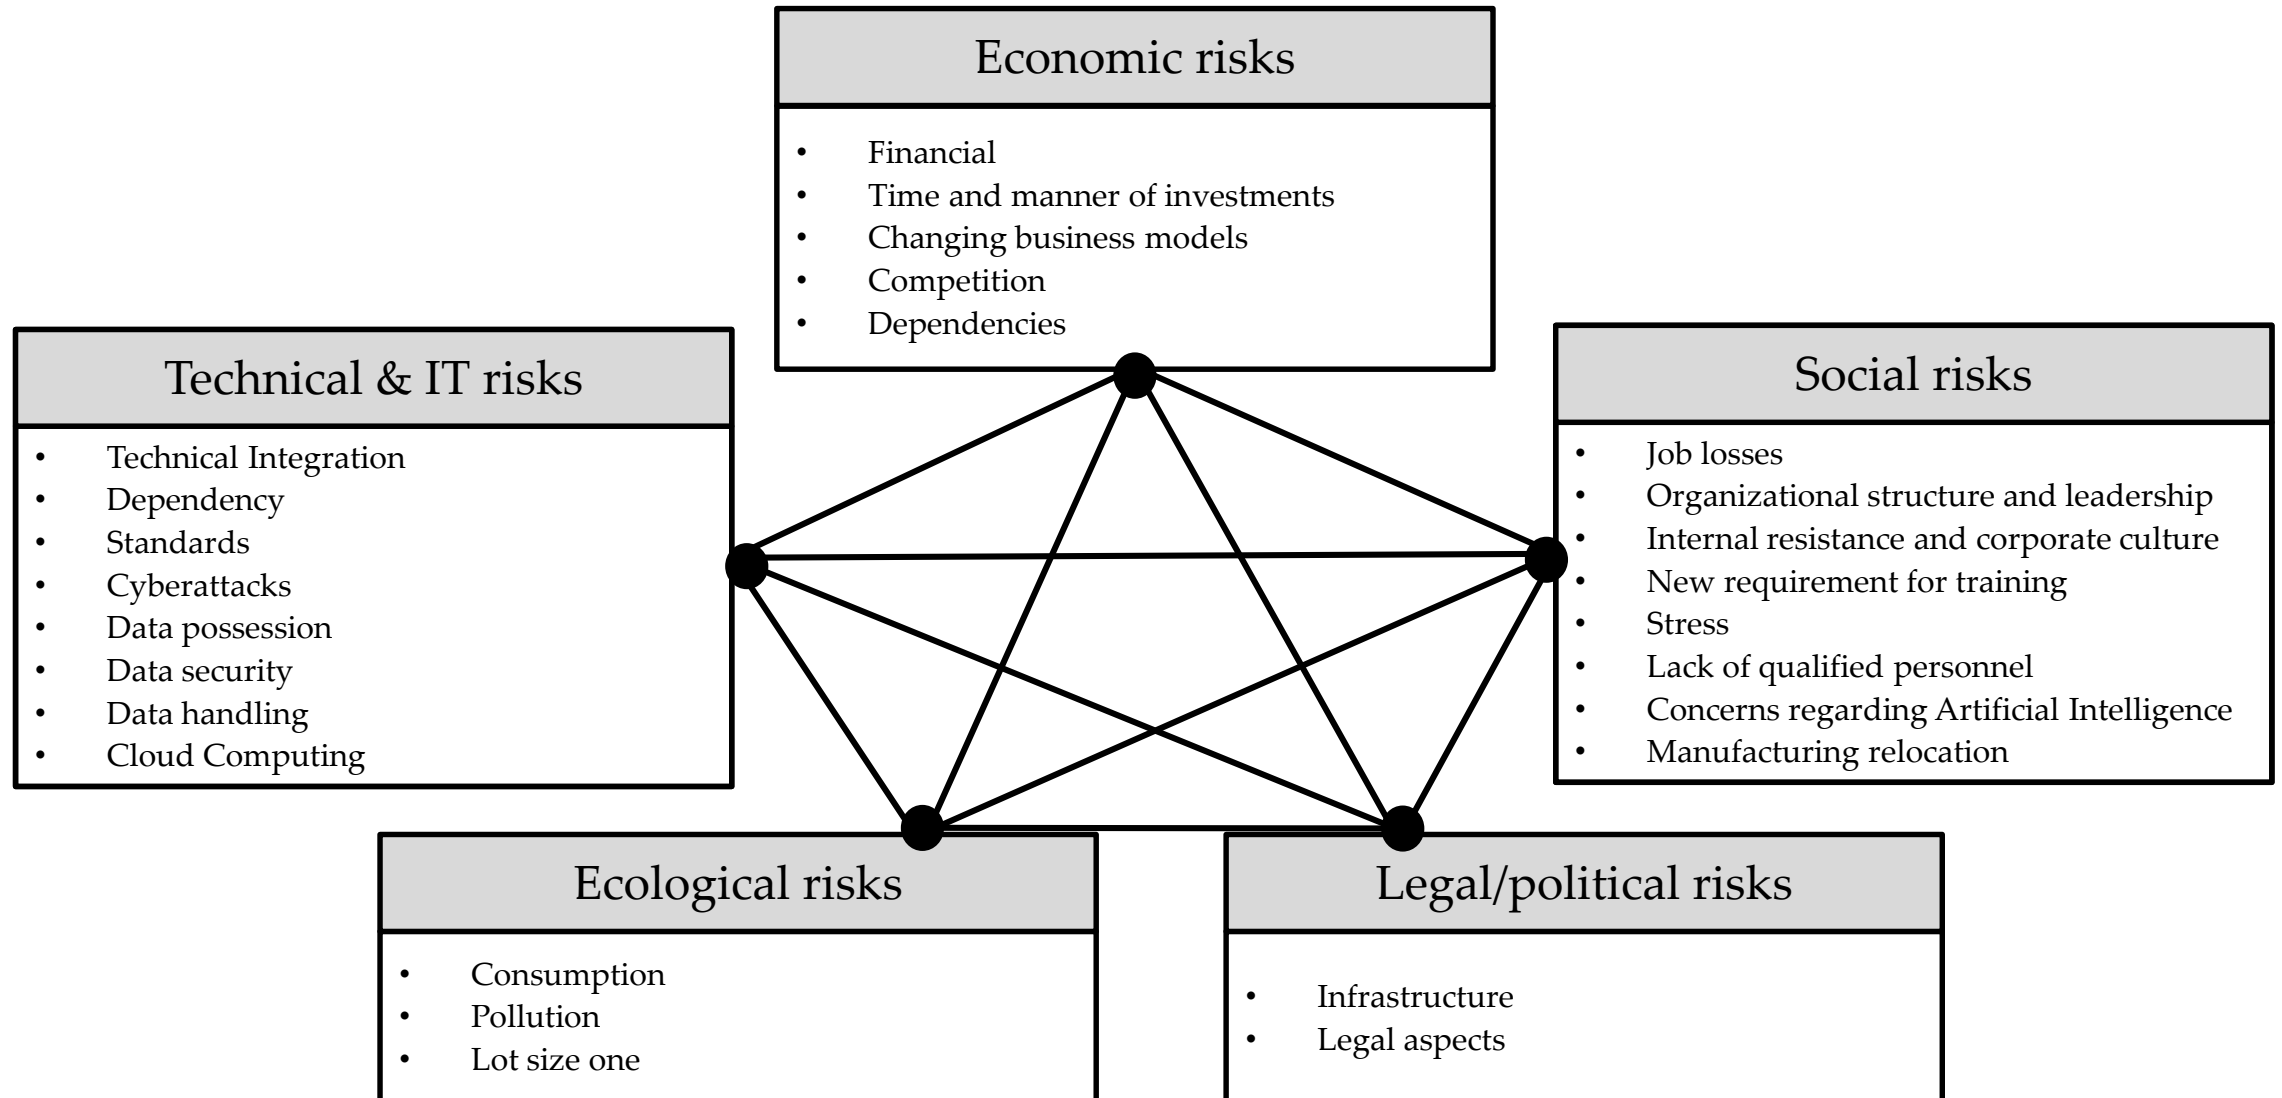 Economic risks
• Financial
• Time and manner of investments
• Changing business models
• Competition
• Dependencies
Technical & IT risks
• Technical Integration
• Dependency
• Standards
• Cyberattacks
• Data possession
• Data security
• Data handling
• Cloud Computing
Social risks
• Job losses
• Organizational structure and leadership
• Internal resistance and corporate culture
• New requirement for training
• Stress
• Lack of qualified personnel
• Concerns regarding Artificial Intelligence
• Manufacturing relocation
Ecological risks
• Consumption
• Pollution
• Lot size one
Legal/political risks
• Infrastructure
• Legal aspects